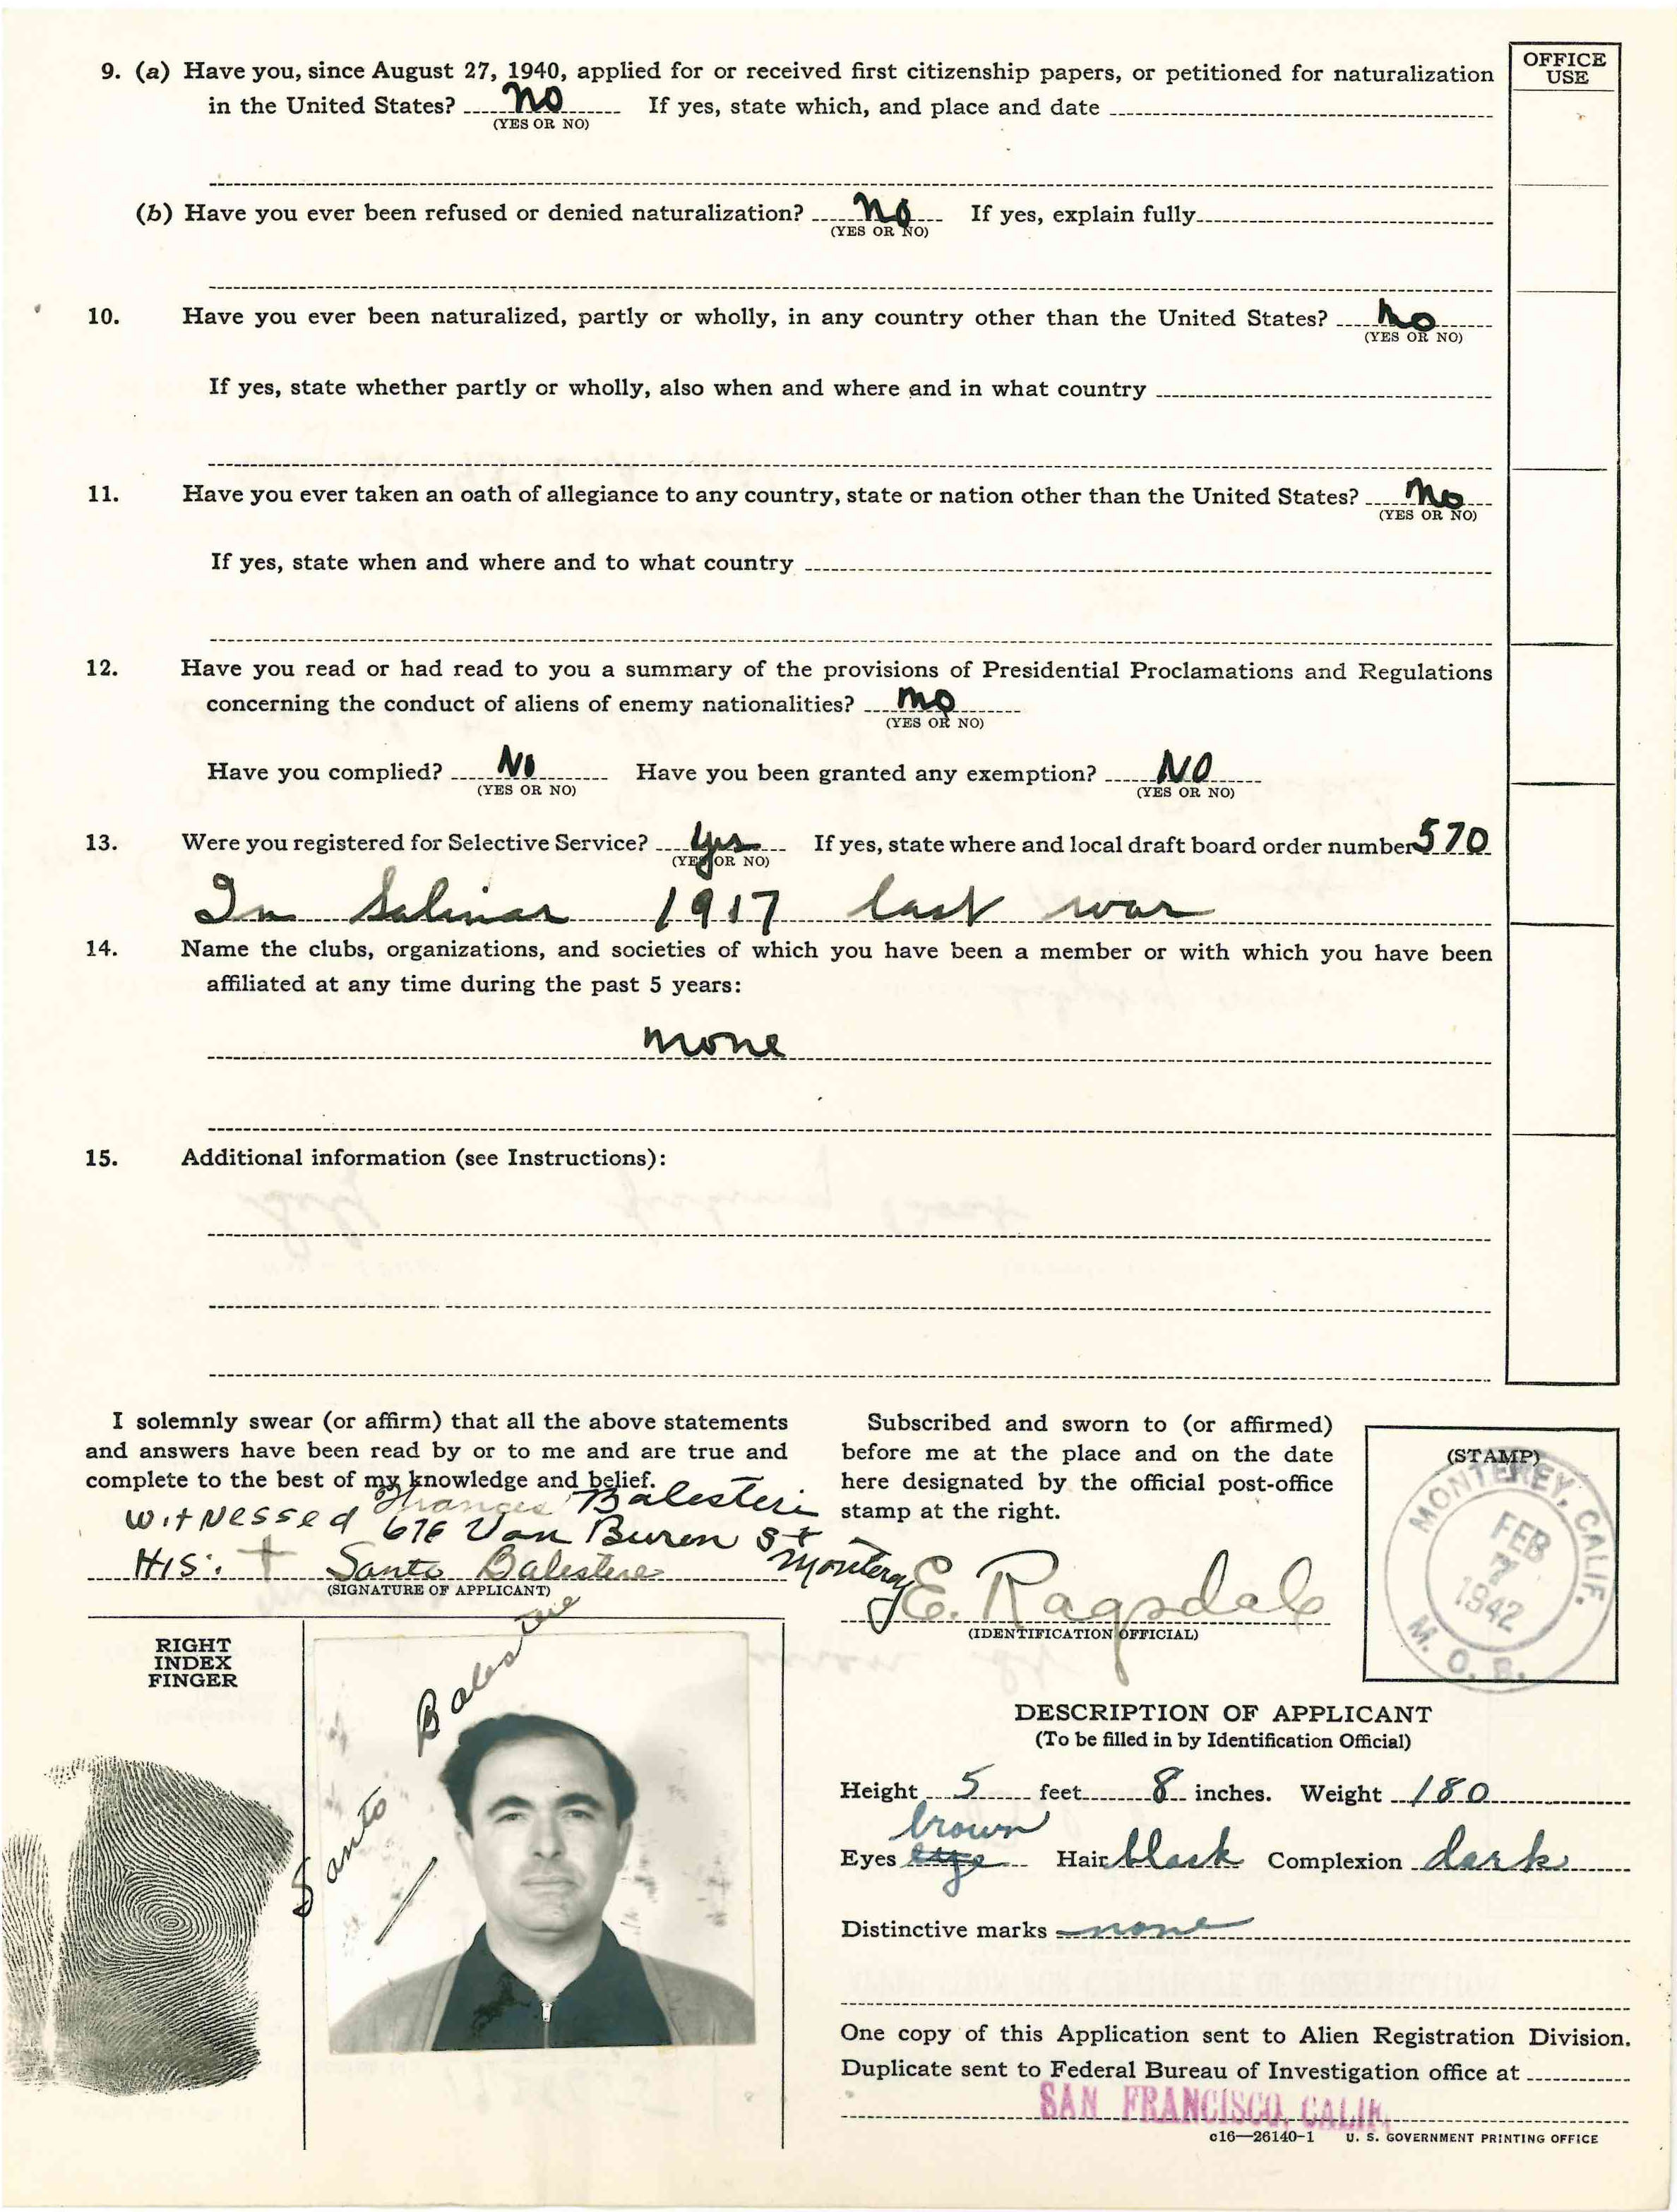 OFFICE
USE
9. (a) Have you, since August 27, 1940, applied for or received first citizenship papers, or petitioned for naturalization
in the United States? no If yes, state which, and place and date
(YES OR NO)
(b) Have you ever been refused or denied naturalization? no If yes, explain fully
(YES OR NO)
10. Have you ever been naturalized, partly or wholly, in any country other than the United States? no
(YES OR NO)
If yes, state whether partly or wholly, also when and where and in what country
11. Have you ever taken an oath of allegiance to any country, state or nation other than the United States? no
(YES OR NO)
If yes, state when and where and to what country
12. Have you read or had read to you a summary of the provisions of Presidential Proclamations and Regulations
concerning the conduct of aliens of enemy nationalities? no
(YES OR NO)
Have you complied? No Have you been granted any exemption? NO
(YES OR NO) (YES OR NO)
13. Were you registered for Selective Service? yes If yes, state where and local draft board order number 570
(YES OR NO)
In Salinas 1917 last war
14. Name the clubs, organizations, and societies of which you have been a member or with which you have been
affiliated at any time during the past 5 years:
none
15. Additional information (see Instructions):
I solemnly swear (or affirm) that all the above statements
and answers have been read by or to me and are true and
complete to the best of my knowledge and belief.
Witnessed Frances Balesteri
676 Van Buren St
Monterey
HIS: + Santo Balestere
(SIGNATURE OF APPLICANT)
Subscribed and sworn to (or affirmed)
before me at the place and on the date
here designated by the official post-office
stamp at the right.
E. Ragsdale
(IDENTIFICATION OFFICIAL)
(STAMP)
MONTEREY, CALIF.
FEB
7
1942
M. O. B.
RIGHT
INDEX
FINGER
Santo Balestere
DESCRIPTION OF APPLICANT
(To be filled in by Identification Official)
Height 5 feet 8 inches. Weight 180
brown
Eyes eye Hair black Complexion dark
Distinctive marks none
One copy of this Application sent to Alien Registration Division.
Duplicate sent to Federal Bureau of Investigation office at
SAN FRANCISCO, CALIF.
c16—26140-1 U. S. GOVERNMENT PRINTING OFFICE